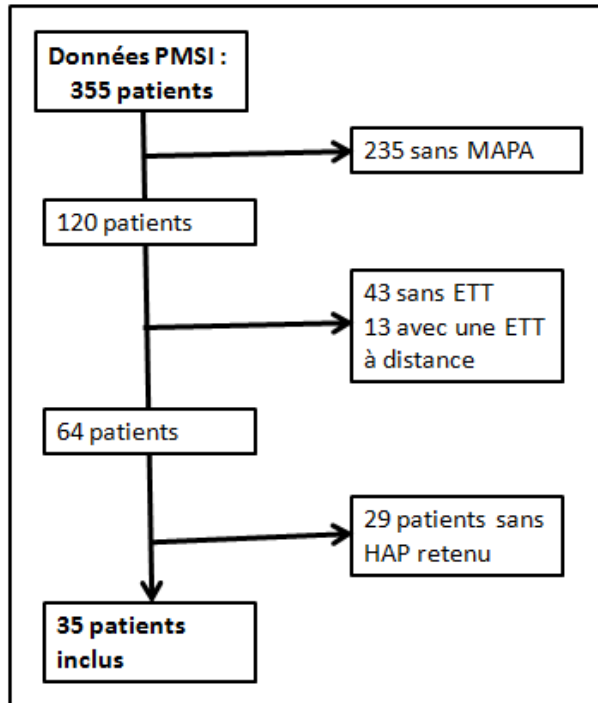 Données PMSI :
355 patients
235 sans MAPA
120 patients
43 sans ETT
13 avec une ETT
à distance
64 patients
29 patients sans
HAP retenu
35 patients
inclus